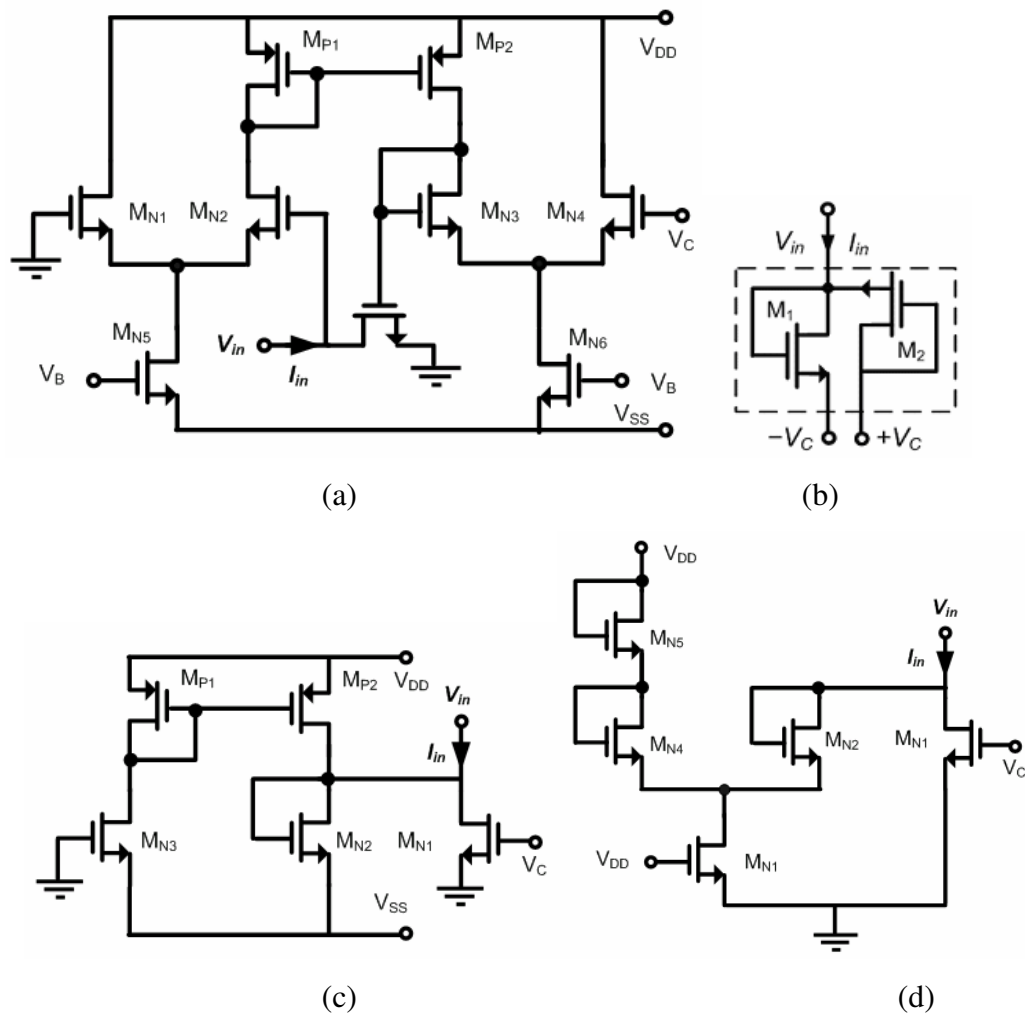 M_P1
M_P2
V_DD
M_N1
M_N2
M_N3
M_N4
V_C
M_N5
V_B
V_in
I_in
M_N6
V_B
V_SS
(a)
V_in I_in
M_1
M_2
−V_C +V_C
(b)
M_P1
M_P2
V_DD
V_in
I_in
M_N3
M_N2
M_N1
V_C
V_SS
(c)
V_DD
M_N5
V_in
I_in
M_N4
M_N2
M_N1
V_C
V_DD
M_N1
(d)